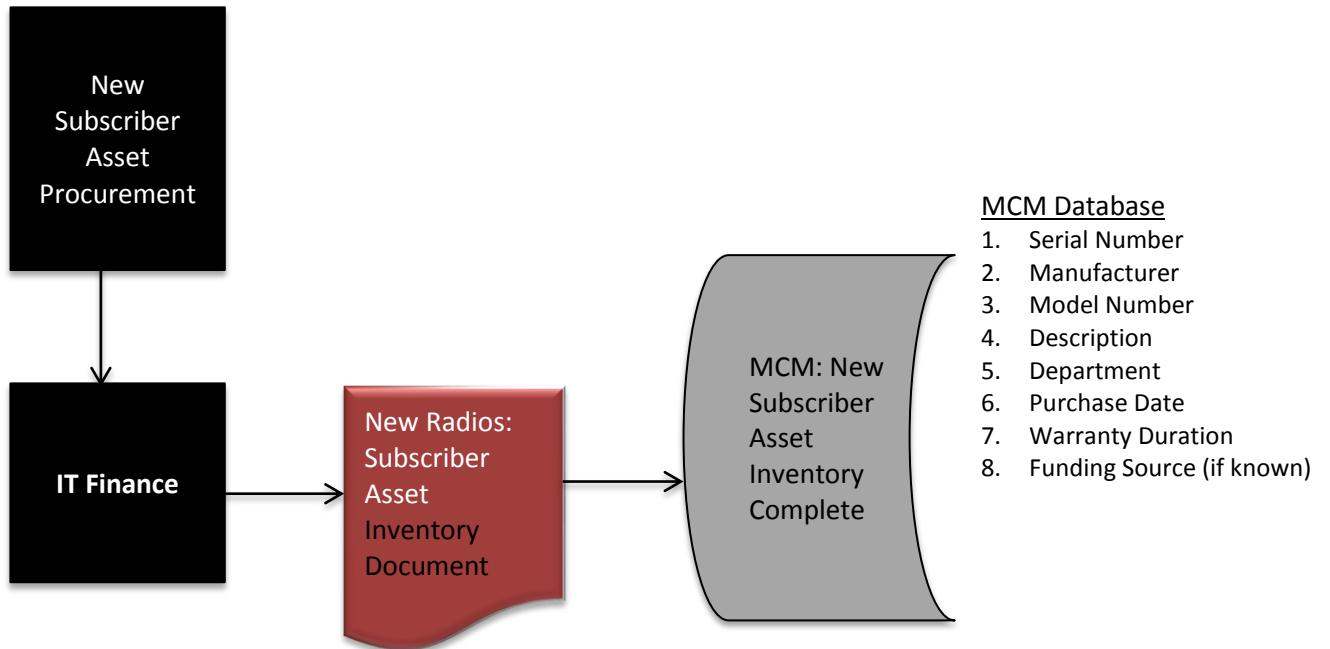 New
Subscriber
Asset
Procurement
IT Finance
New Radios:
Subscriber
Asset
Inventory
Document
MCM: New
Subscriber
Asset
Inventory
Complete
MCM Database
1. Serial Number
2. Manufacturer
3. Model Number
4. Description
5. Department
6. Purchase Date
7. Warranty Duration
8. Funding Source (if known)